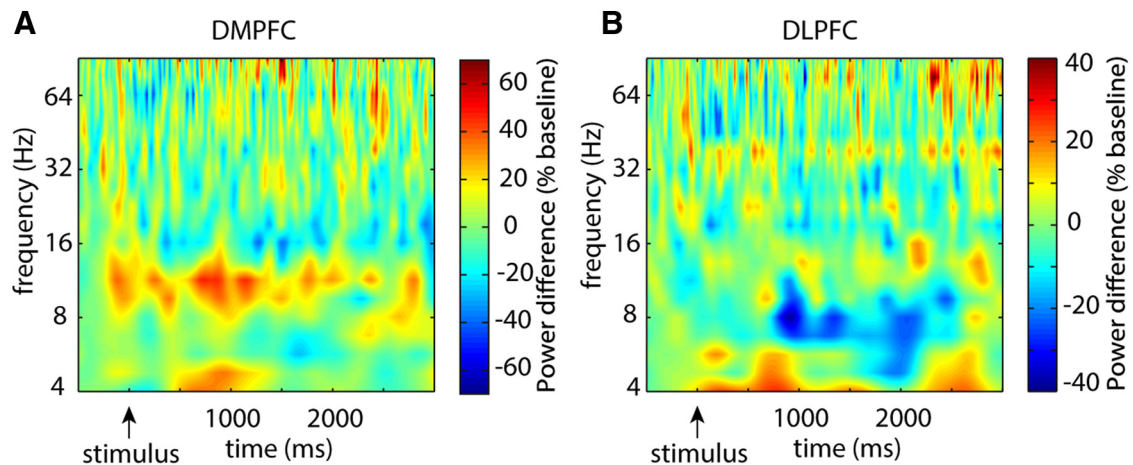 A
DMPFC
64
32
16
8
4
frequency (Hz)
1000
2000
stimulus
time (ms)
60
40
20
0
-20
-40
-60
Power difference (% baseline)
B
DLPFC
64
32
16
8
4
frequency (Hz)
1000
2000
stimulus
time (ms)
40
20
0
-20
-40
Power difference (% baseline)